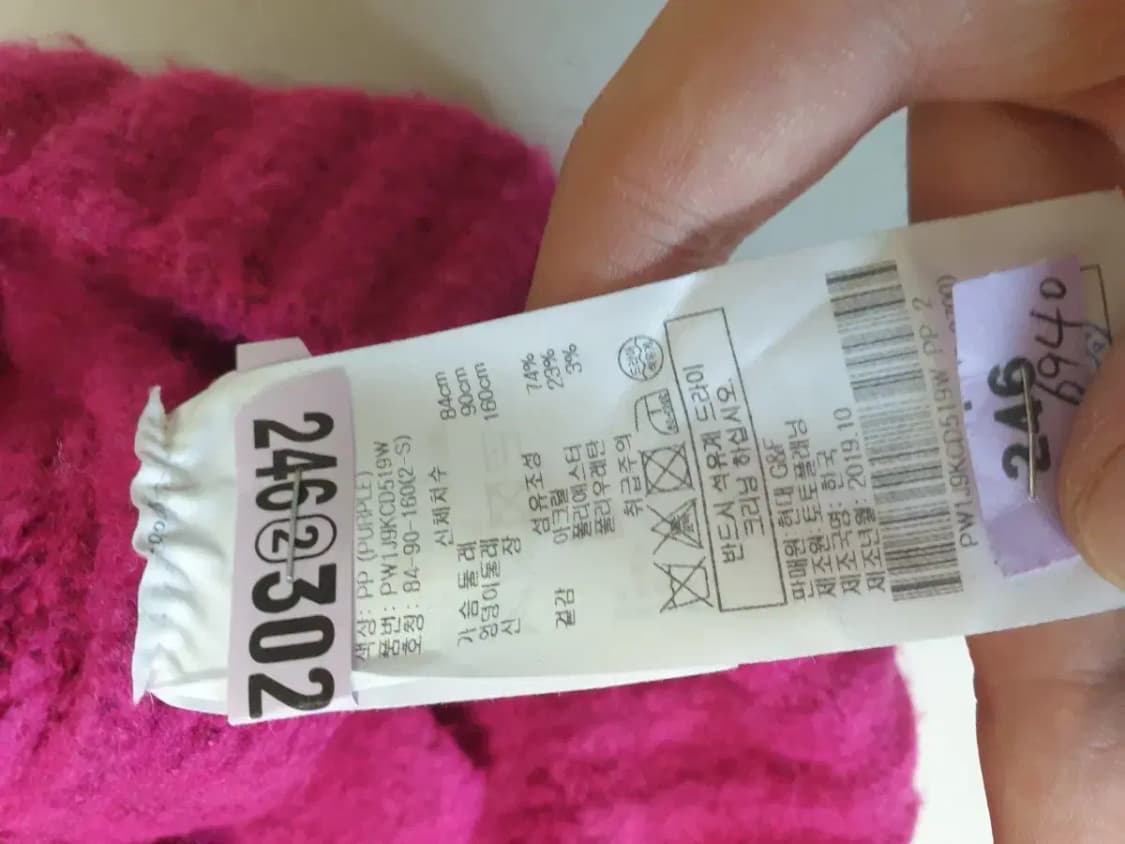 246②302
색상: PP (PURPLE)
품번: PW1J9KCD519W
호칭: 84-90-160(2-S)
신체치수
가슴둘레 84cm
엉덩이둘레 90cm
신장 160cm
섬유조성
겉감 아크릴 74%
폴리에스터 23%
폴리우레탄 3%
취급주의
반드시 석유계 드라이
크리닝 하십시오.
판매원: 현대 G&F
제조원: 토토플래닝
제조국명: 한국
제조년월: 2019.10
PW1J9KCD519W PP 2
246
6940